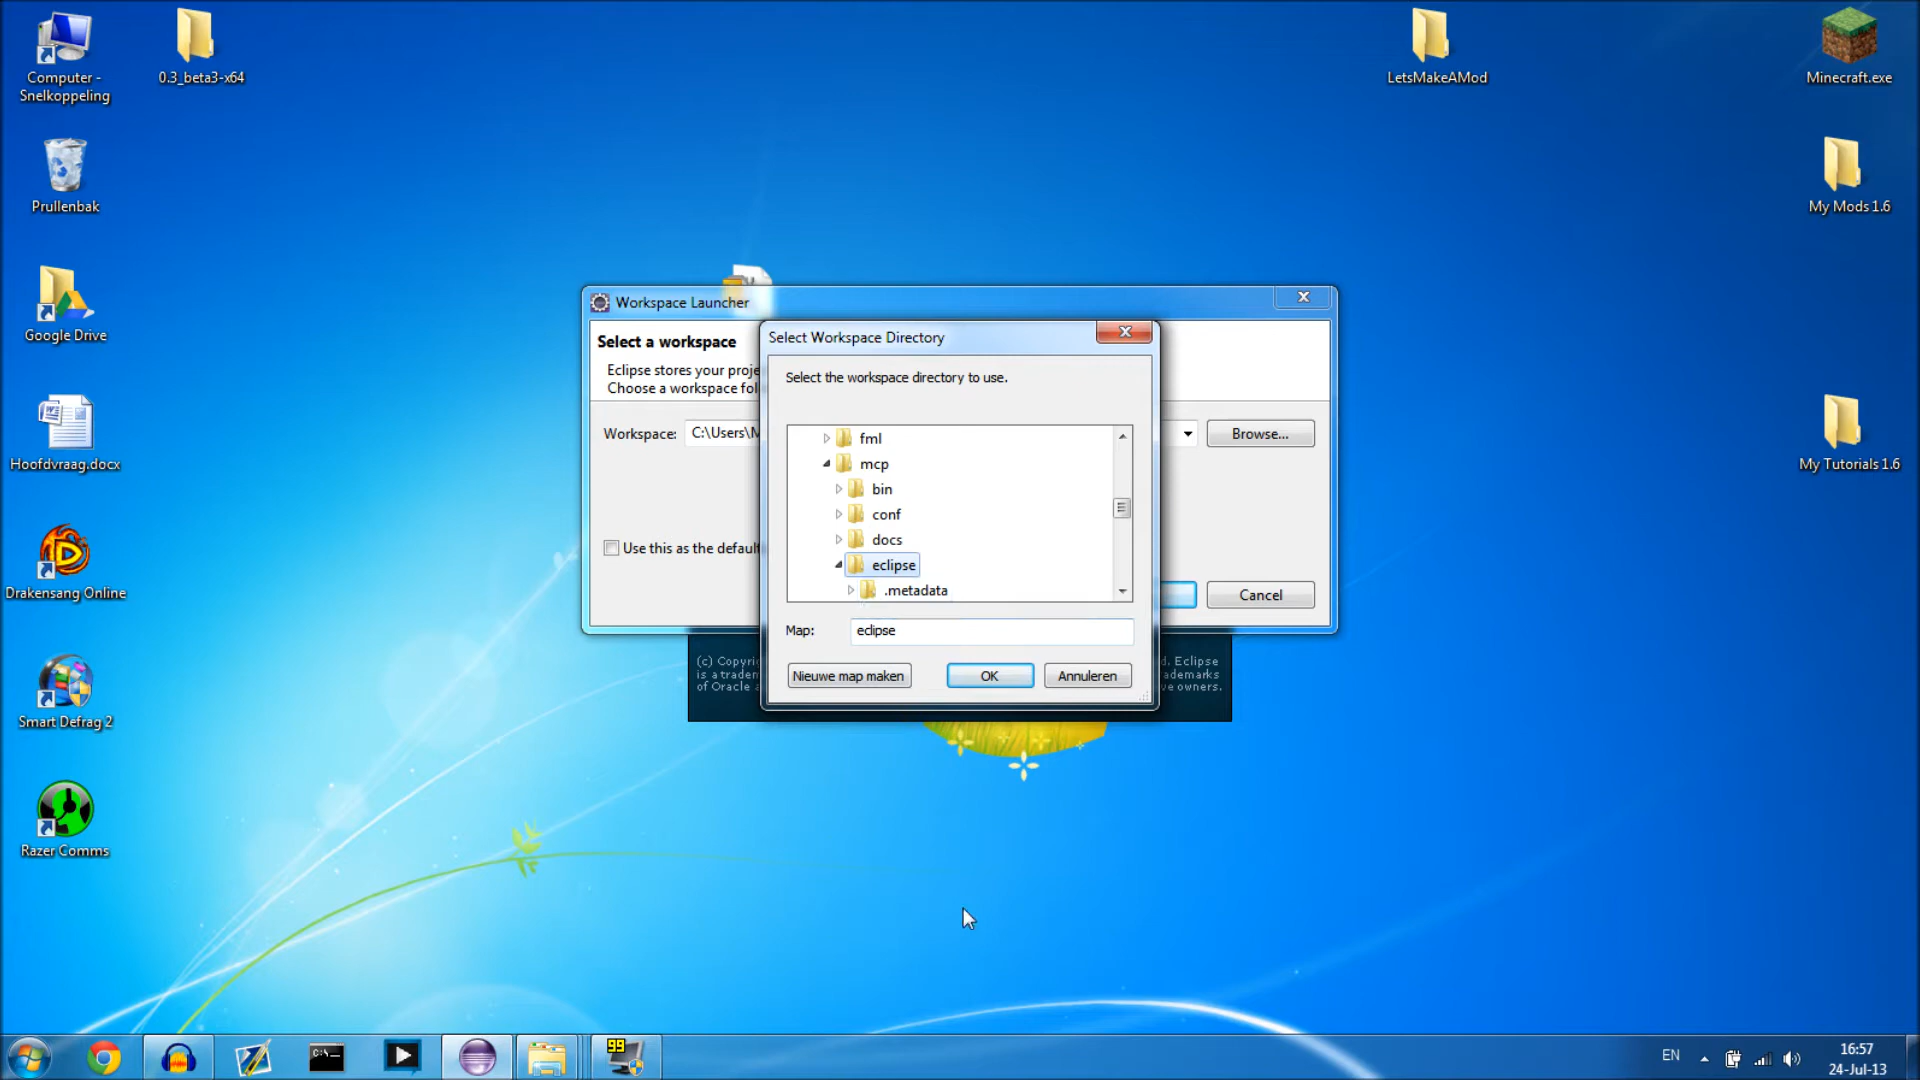 Computer -
Snelkoppeling
0.3_beta3-x64
LetsMakeAMod
Minecraft.exe
Prullenbak
My Mods 1.6
Google Drive
Hoofdvraag.docx
My Tutorials 1.6
Drakensang Online
Smart Defrag 2
Razer Comms
Workspace Launcher
Select a workspace
Eclipse stores your proje
Choose a workspace fol
Workspace:
C:\Users\M
Browse...
Use this as the default
Cancel
Select Workspace Directory
Select the workspace directory to use.
fml
mcp
bin
conf
docs
eclipse
.metadata
Map:
eclipse
Nieuwe map maken
OK
Annuleren
(c) Copyri
is a tradem
of Oracle a
d. Eclipse
ademarks
ve owners.
C:\_
99
EN
16:57
24-Jul-13